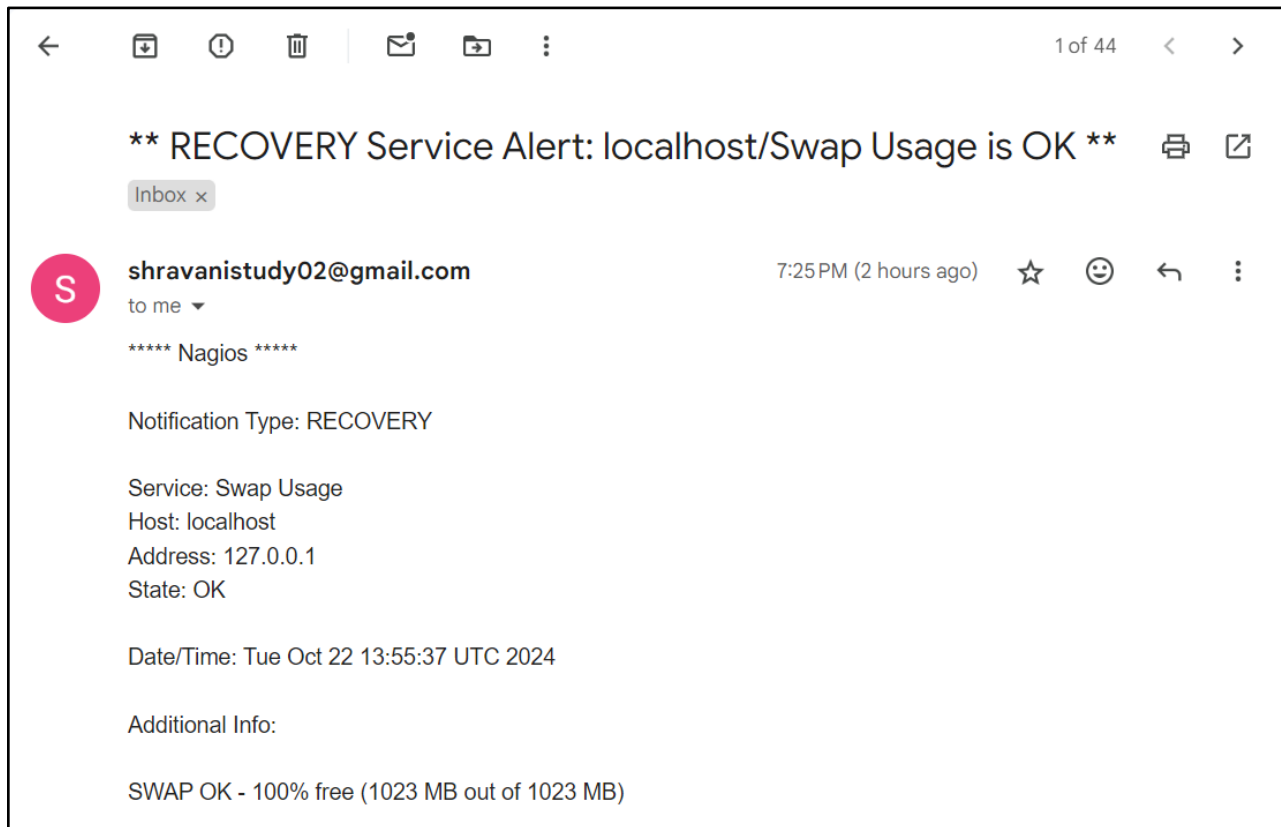 1 of 44
** RECOVERY Service Alert: localhost/Swap Usage is OK **
Inbox x
S
shravanistudy02@gmail.com 7:25 PM (2 hours ago)
to me
***** Nagios *****
Notification Type: RECOVERY
Service: Swap Usage
Host: localhost
Address: 127.0.0.1
State: OK
Date/Time: Tue Oct 22 13:55:37 UTC 2024
Additional Info:
SWAP OK - 100% free (1023 MB out of 1023 MB)